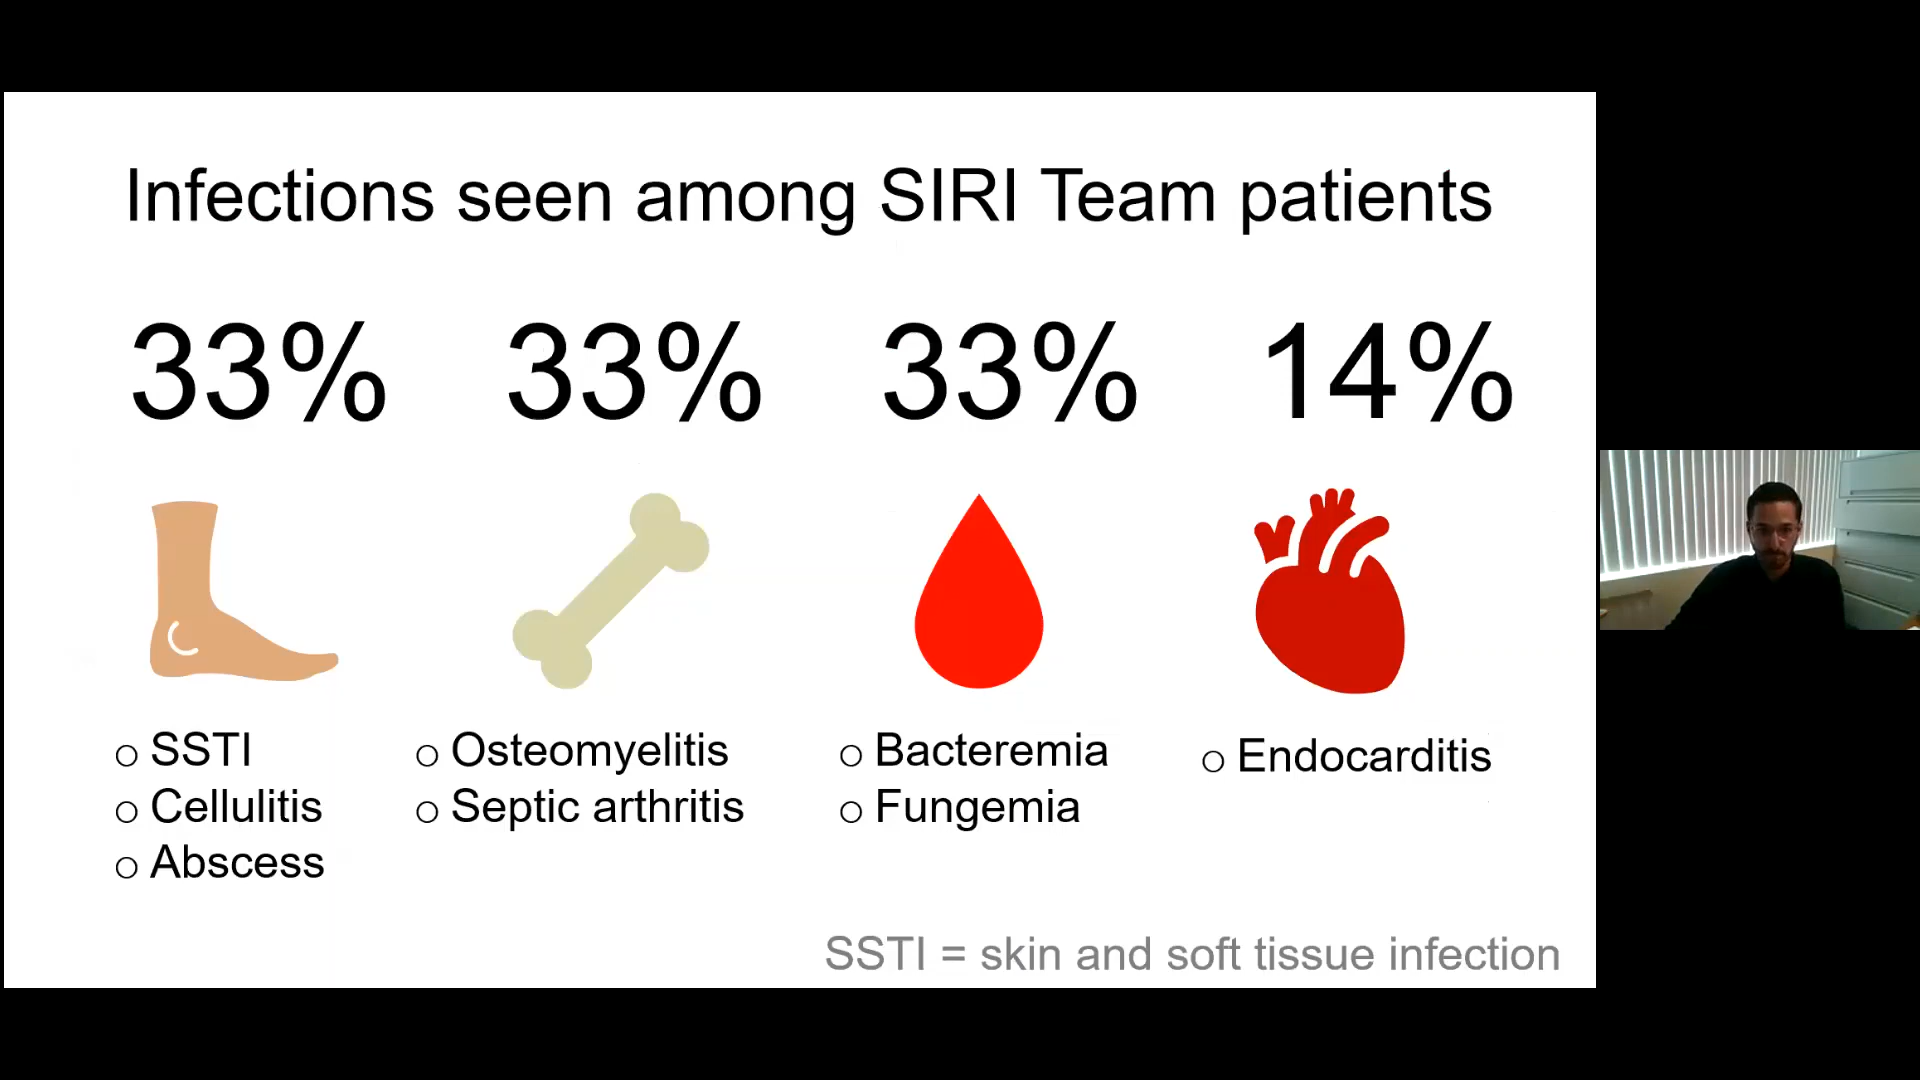 Infections seen among SIRI Team patients
33% 33% 33% 14%
○ SSTI
○ Cellulitis
○ Abscess
○ Osteomyelitis
○ Septic arthritis
○ Bacteremia
○ Fungemia
○ Endocarditis
SSTI = skin and soft tissue infection